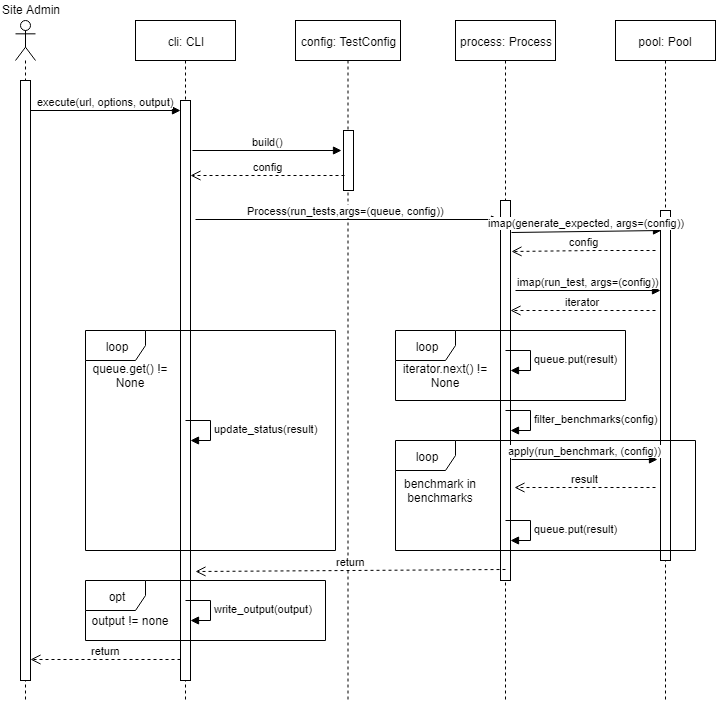 Site Admin
cli: CLI
config: TestConfig
process: Process
pool: Pool
execute(url, options, output)
build()
config
Process(run_tests,args=(queue, config))
imap(generate_expected, args=(config))
config
imap(run_test, args=(config))
iterator
loop
queue.get() !=
None
loop
iterator.next() !=
None
queue.put(result)
update_status(result)
filter_benchmarks(config)
loop
benchmark in
benchmarks
apply(run_benchmark, (config))
result
queue.put(result)
return
opt
output != none
write_output(output)
return